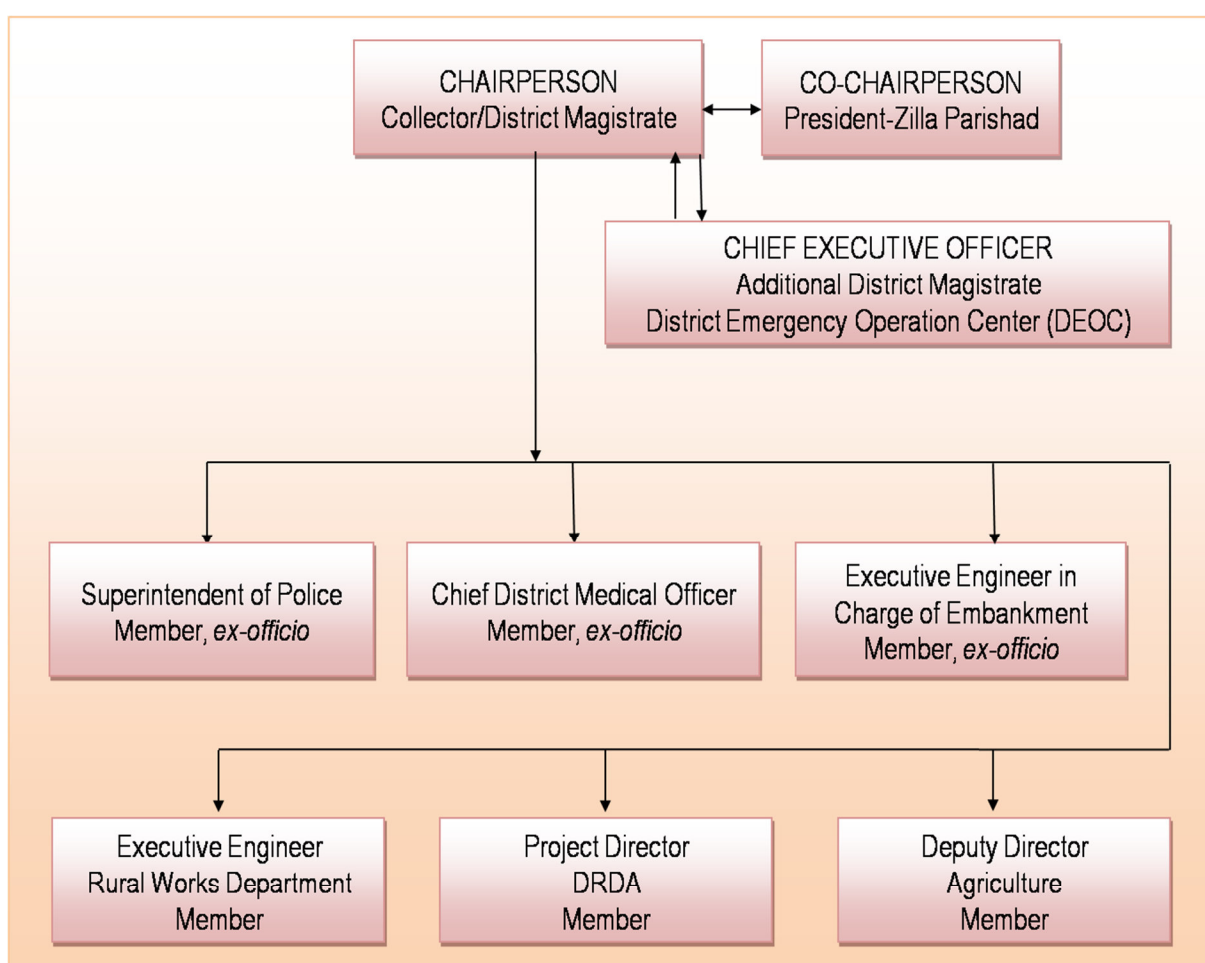 CHAIRPERSON
Collector/District Magistrate
CO-CHAIRPERSON
President-Zilla Parishad
CHIEF EXECUTIVE OFFICER
Additional District Magistrate
District Emergency Operation Center (DEOC)
Superintendent of Police
Member, ex-officio
Chief District Medical Officer
Member, ex-officio
Executive Engineer in
Charge of Embankment
Member, ex-officio
Executive Engineer
Rural Works Department
Member
Project Director
DRDA
Member
Deputy Director
Agriculture
Member